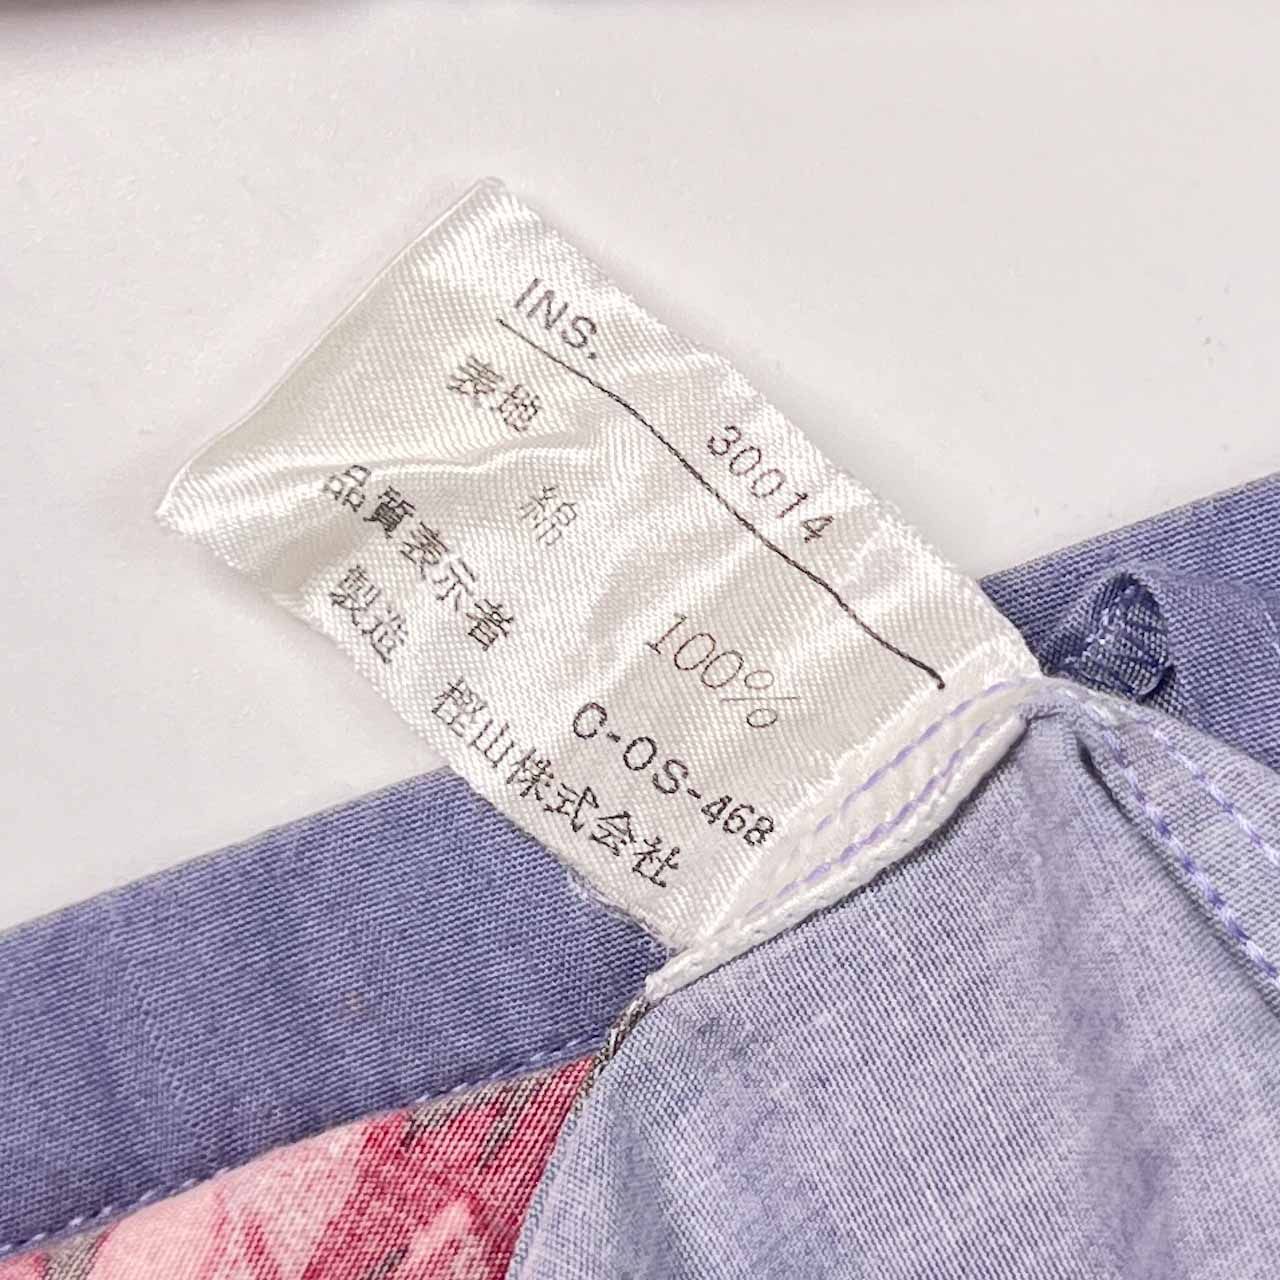 INS. 30014
表地 綿 100%
品質表示者 C-OS-468
製造 樫山株式会社